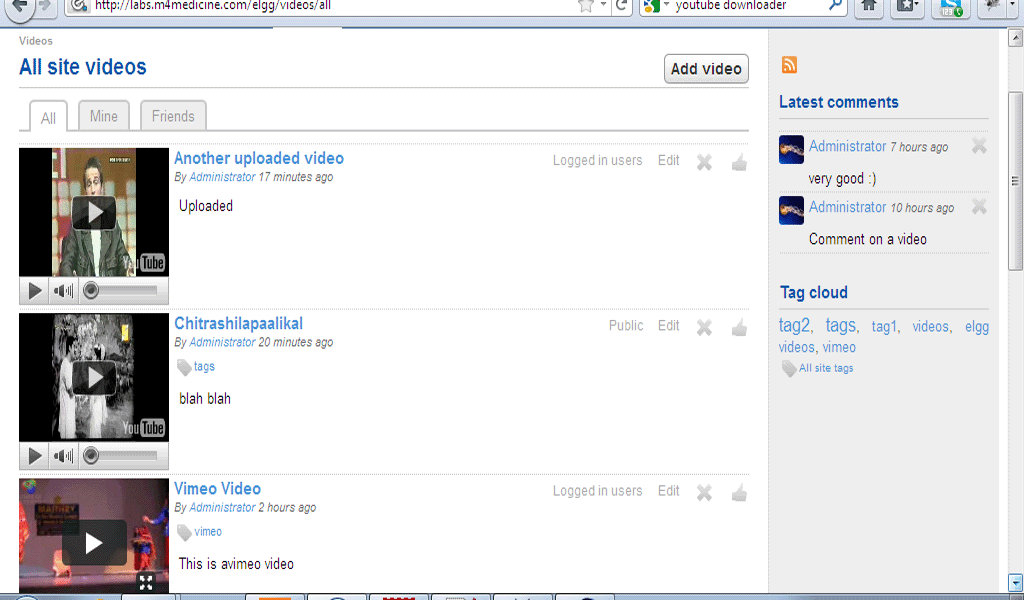 http://labs.m4medicine.com/elgg/videos/all
youtube downloader
Videos
All site videos
Add video
All
Mine
Friends
Another uploaded video
Logged in users Edit
By Administrator 17 minutes ago
Uploaded
YouTube
Chitrashilapaalikal
Public Edit
By Administrator 20 minutes ago
tags
blah blah
YouTube
Vimeo Video
Logged in users Edit
By Administrator 2 hours ago
vimeo
This is avimeo video
Latest comments
Administrator 7 hours ago
very good :)
Administrator 10 hours ago
Comment on a video
Tag cloud
tag2, tags, tag1, videos, elgg
videos, vimeo
All site tags